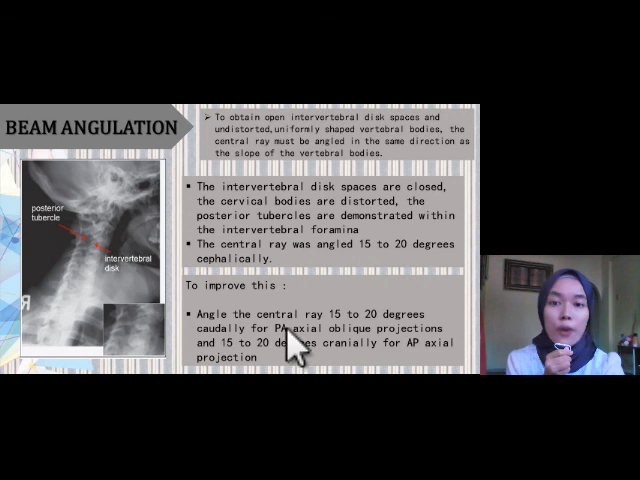 BEAM ANGULATION
➢ To obtain open intervertebral disk spaces and
undistorted,uniformly shaped vertebral bodies, the
central ray must be angled in the same direction as
the slope of the vertebral bodies.
posterior
tubercle
intervertebral
disk
R
▪ The intervertebral disk spaces are closed,
the cervical bodies are distorted, the
posterior tubercles are demonstrated within
the intervertebral foramina
▪ The central ray was angled 15 to 20 degrees
cephalically.
To improve this :
▪ Angle the central ray 15 to 20 degrees
caudally for PA axial oblique projections
and 15 to 20 degrees cranially for AP axial
projection